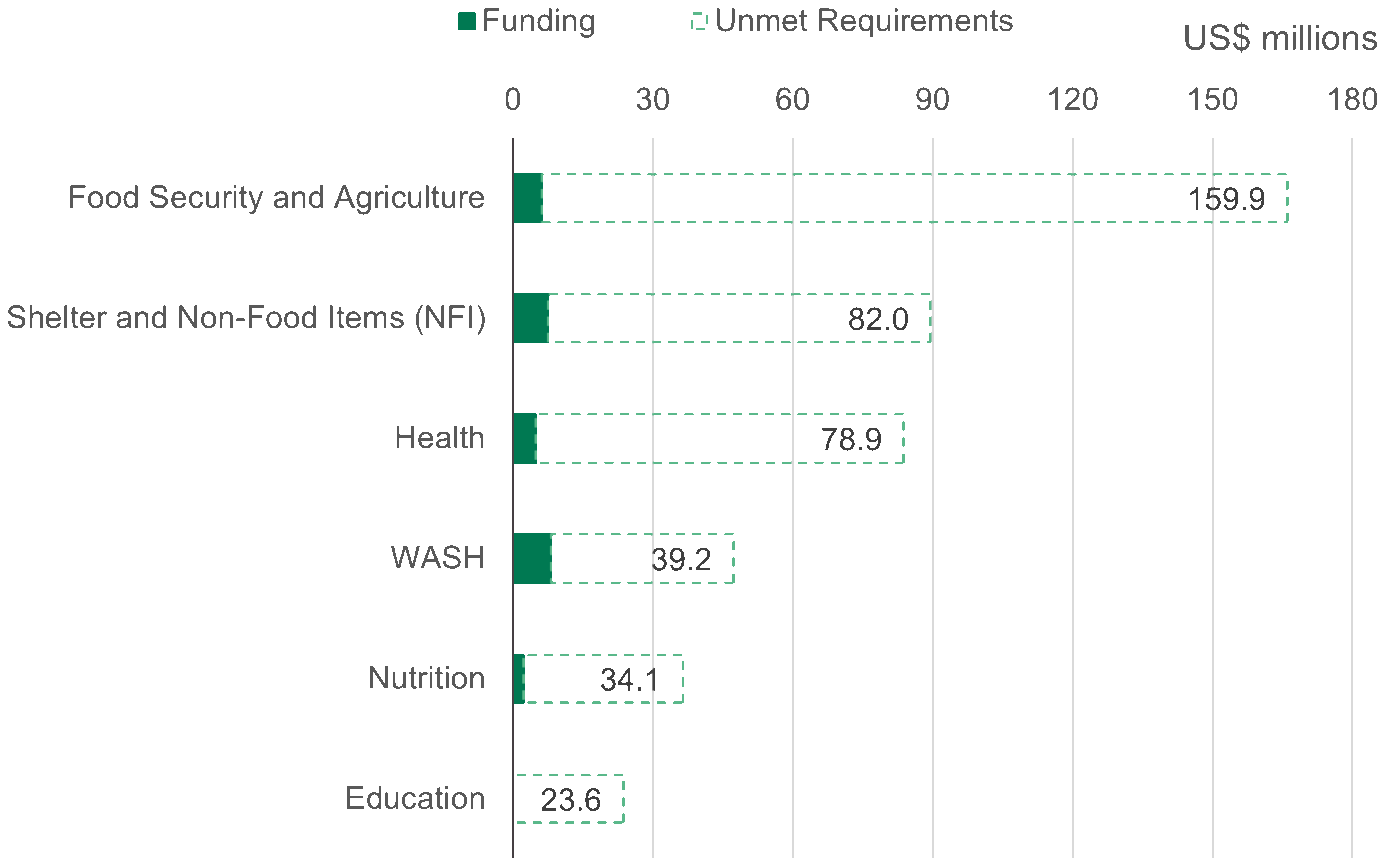 Funding Unmet Requirements
US$ millions
0 30 60 90 120 150 180
Food Security and Agriculture 159.9
Shelter and Non-Food Items (NFI) 82.0
Health 78.9
WASH 39.2
Nutrition 34.1
Education 23.6